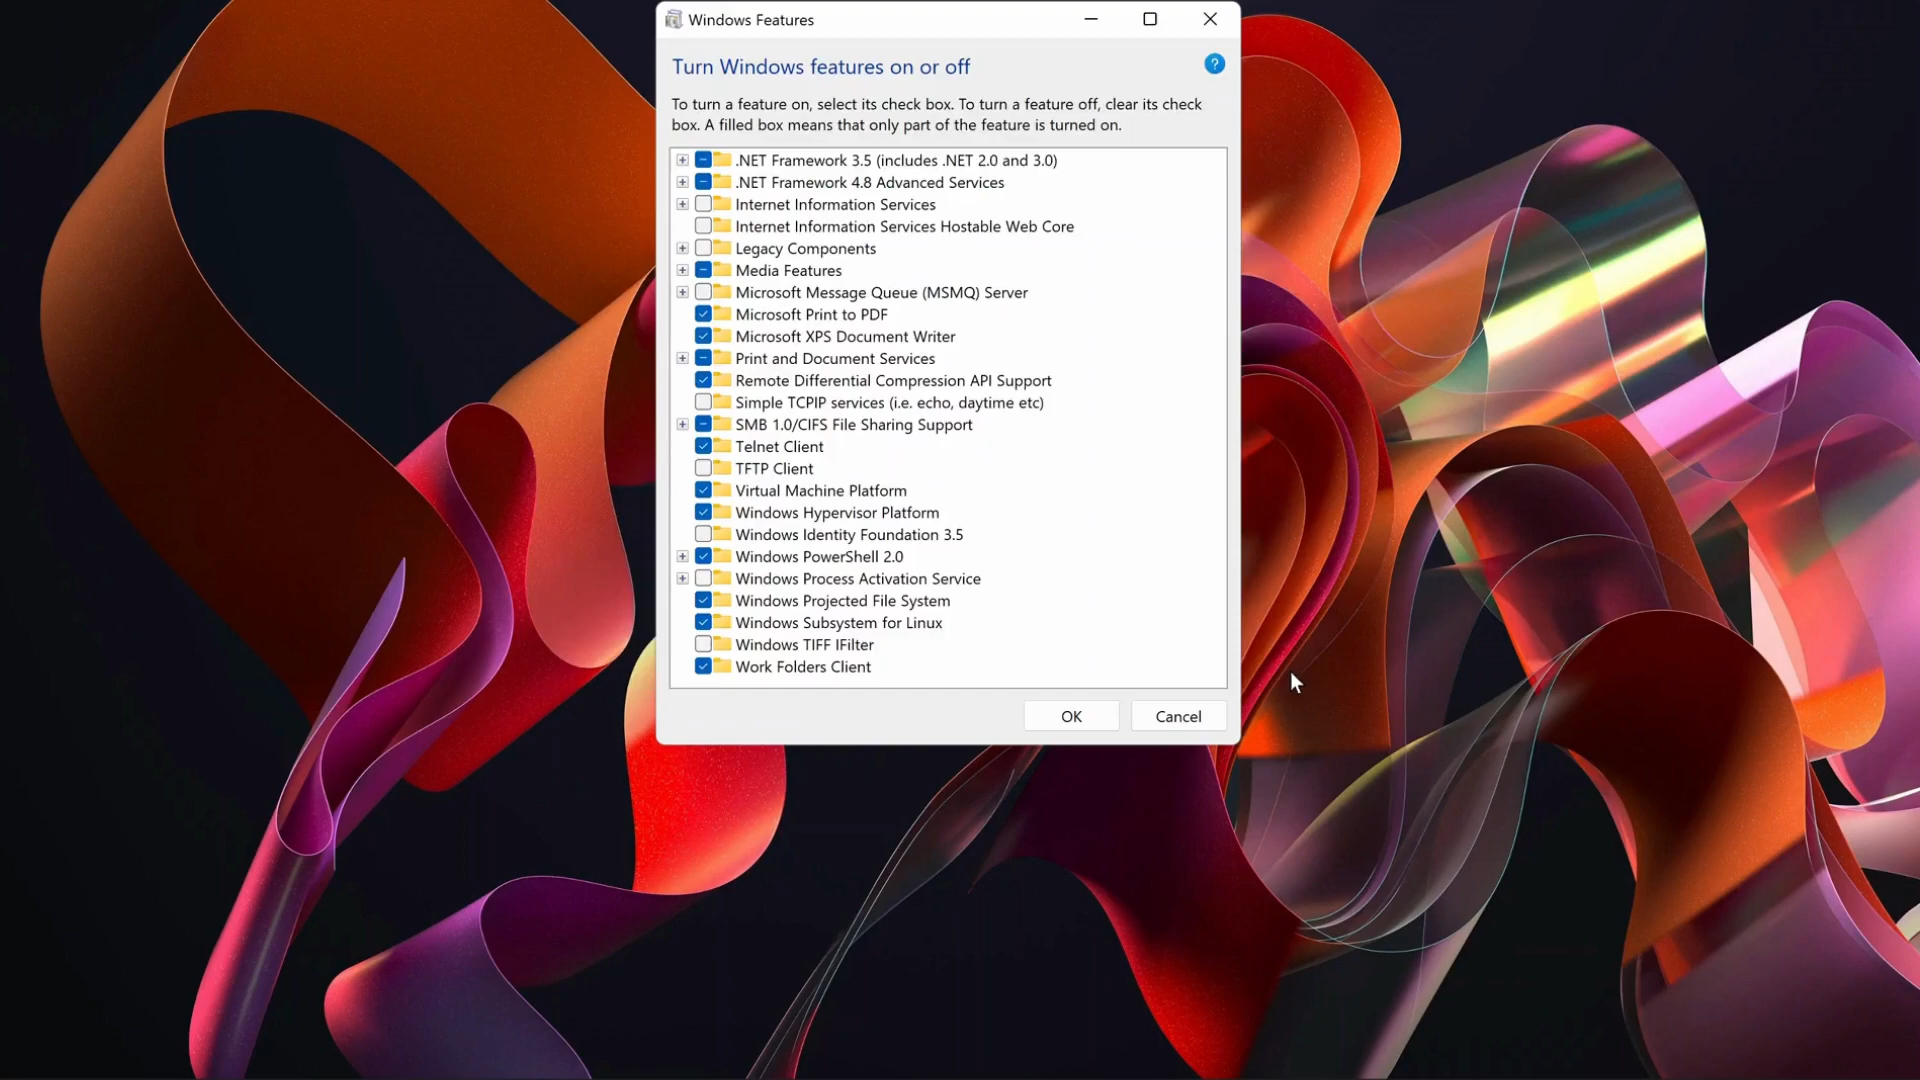 Windows Features
Turn Windows features on or off
?
To turn a feature on, select its check box. To turn a feature off, clear its check
box. A filled box means that only part of the feature is turned on.
.NET Framework 3.5 (includes .NET 2.0 and 3.0)
.NET Framework 4.8 Advanced Services
Internet Information Services
Internet Information Services Hostable Web Core
Legacy Components
Media Features
Microsoft Message Queue (MSMQ) Server
Microsoft Print to PDF
Microsoft XPS Document Writer
Print and Document Services
Remote Differential Compression API Support
Simple TCPIP services (i.e. echo, daytime etc)
SMB 1.0/CIFS File Sharing Support
Telnet Client
TFTP Client
Virtual Machine Platform
Windows Hypervisor Platform
Windows Identity Foundation 3.5
Windows PowerShell 2.0
Windows Process Activation Service
Windows Projected File System
Windows Subsystem for Linux
Windows TIFF IFilter
Work Folders Client
OK Cancel